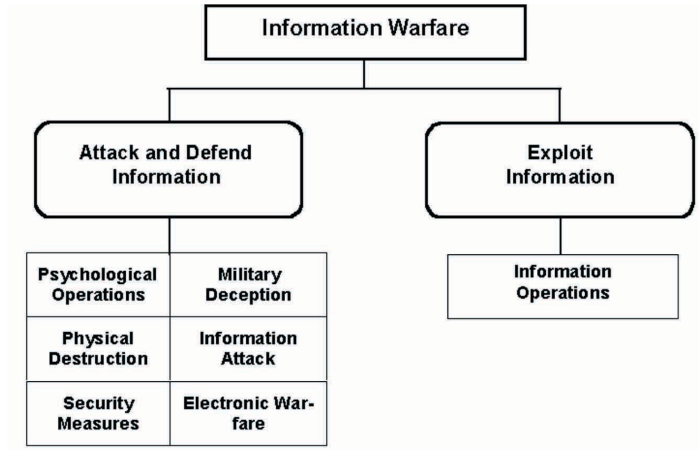 Information Warfare
Attack and Defend
Information
Exploit
Information
Psychological
Operations
Military
Deception
Information
Operations
Physical
Destruction
Information
Attack
Security
Measures
Electronic War-
fare